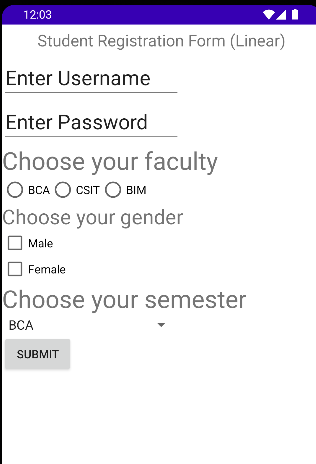 12:03
Student Registration Form (Linear)
Enter Username
Enter Password
Choose your faculty
BCA CSIT BIM
Choose your gender
Male
Female
Choose your semester
BCA
SUBMIT